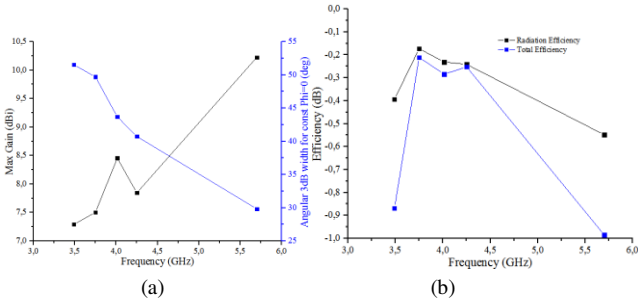 10,5
10,0
9,5
9,0
8,5
8,0
7,5
7,0
Max Gain (dBi)
3,0 3,5 4,0 4,5 5,0 5,5 6,0
Frequency (GHz)
55
50
45
40
35
30
25
Angular 3dB width for const Phi=0 (deg)
(a)
b)
Radiation Efficiency
Total Efficiency
0,0
-0,1
-0,2
-0,3
-0,4
-0,5
-0,6
-0,7
-0,8
-0,9
-1,0
Efficiency (dB)
3,0 3,5 4,0 4,5 5,0 5,5 6,0
Frequency (GHz)
(b)